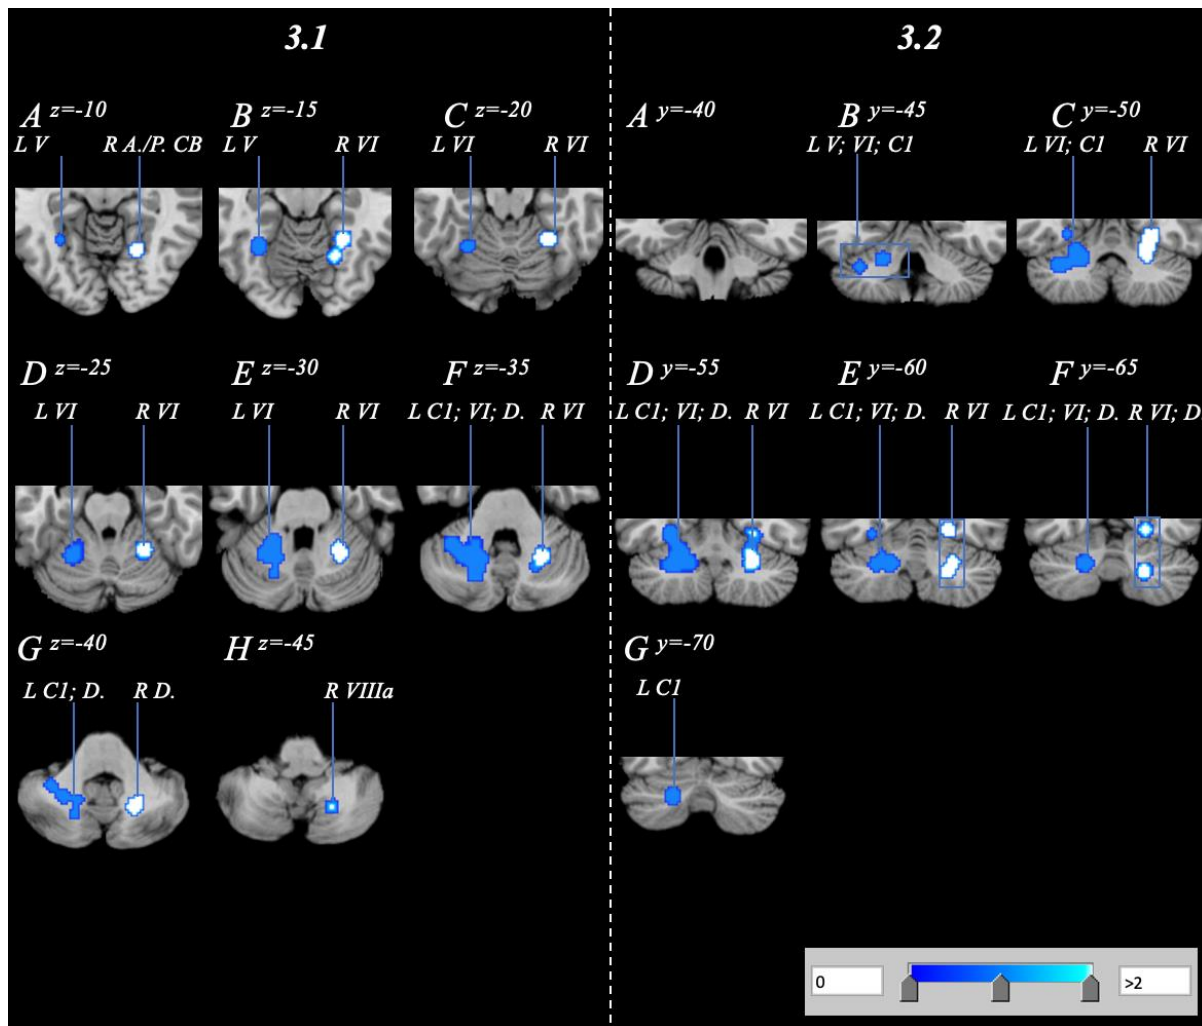 3.1
A z=-10
B z=-15
C z=-20
L V
R A./P. CB
L V
R VI
L VI
R VI
D z=-25
E z=-30
F z=-35
L VI
R VI
L VI
R VI
L C1; VI; D.
R VI
G z=-40
H z=-45
L C1; D.
R D.
R VIIIa
3.2
A y=-40
B y=-45
C y=-50
L V; VI; C1
L VI; C1
R VI
D y=-55
E y=-60
F y=-65
L C1; VI; D.
R VI
L C1; VI; D.
R VI
L C1; VI; D.
R VI; D
G y=-70
L C1
0
>2